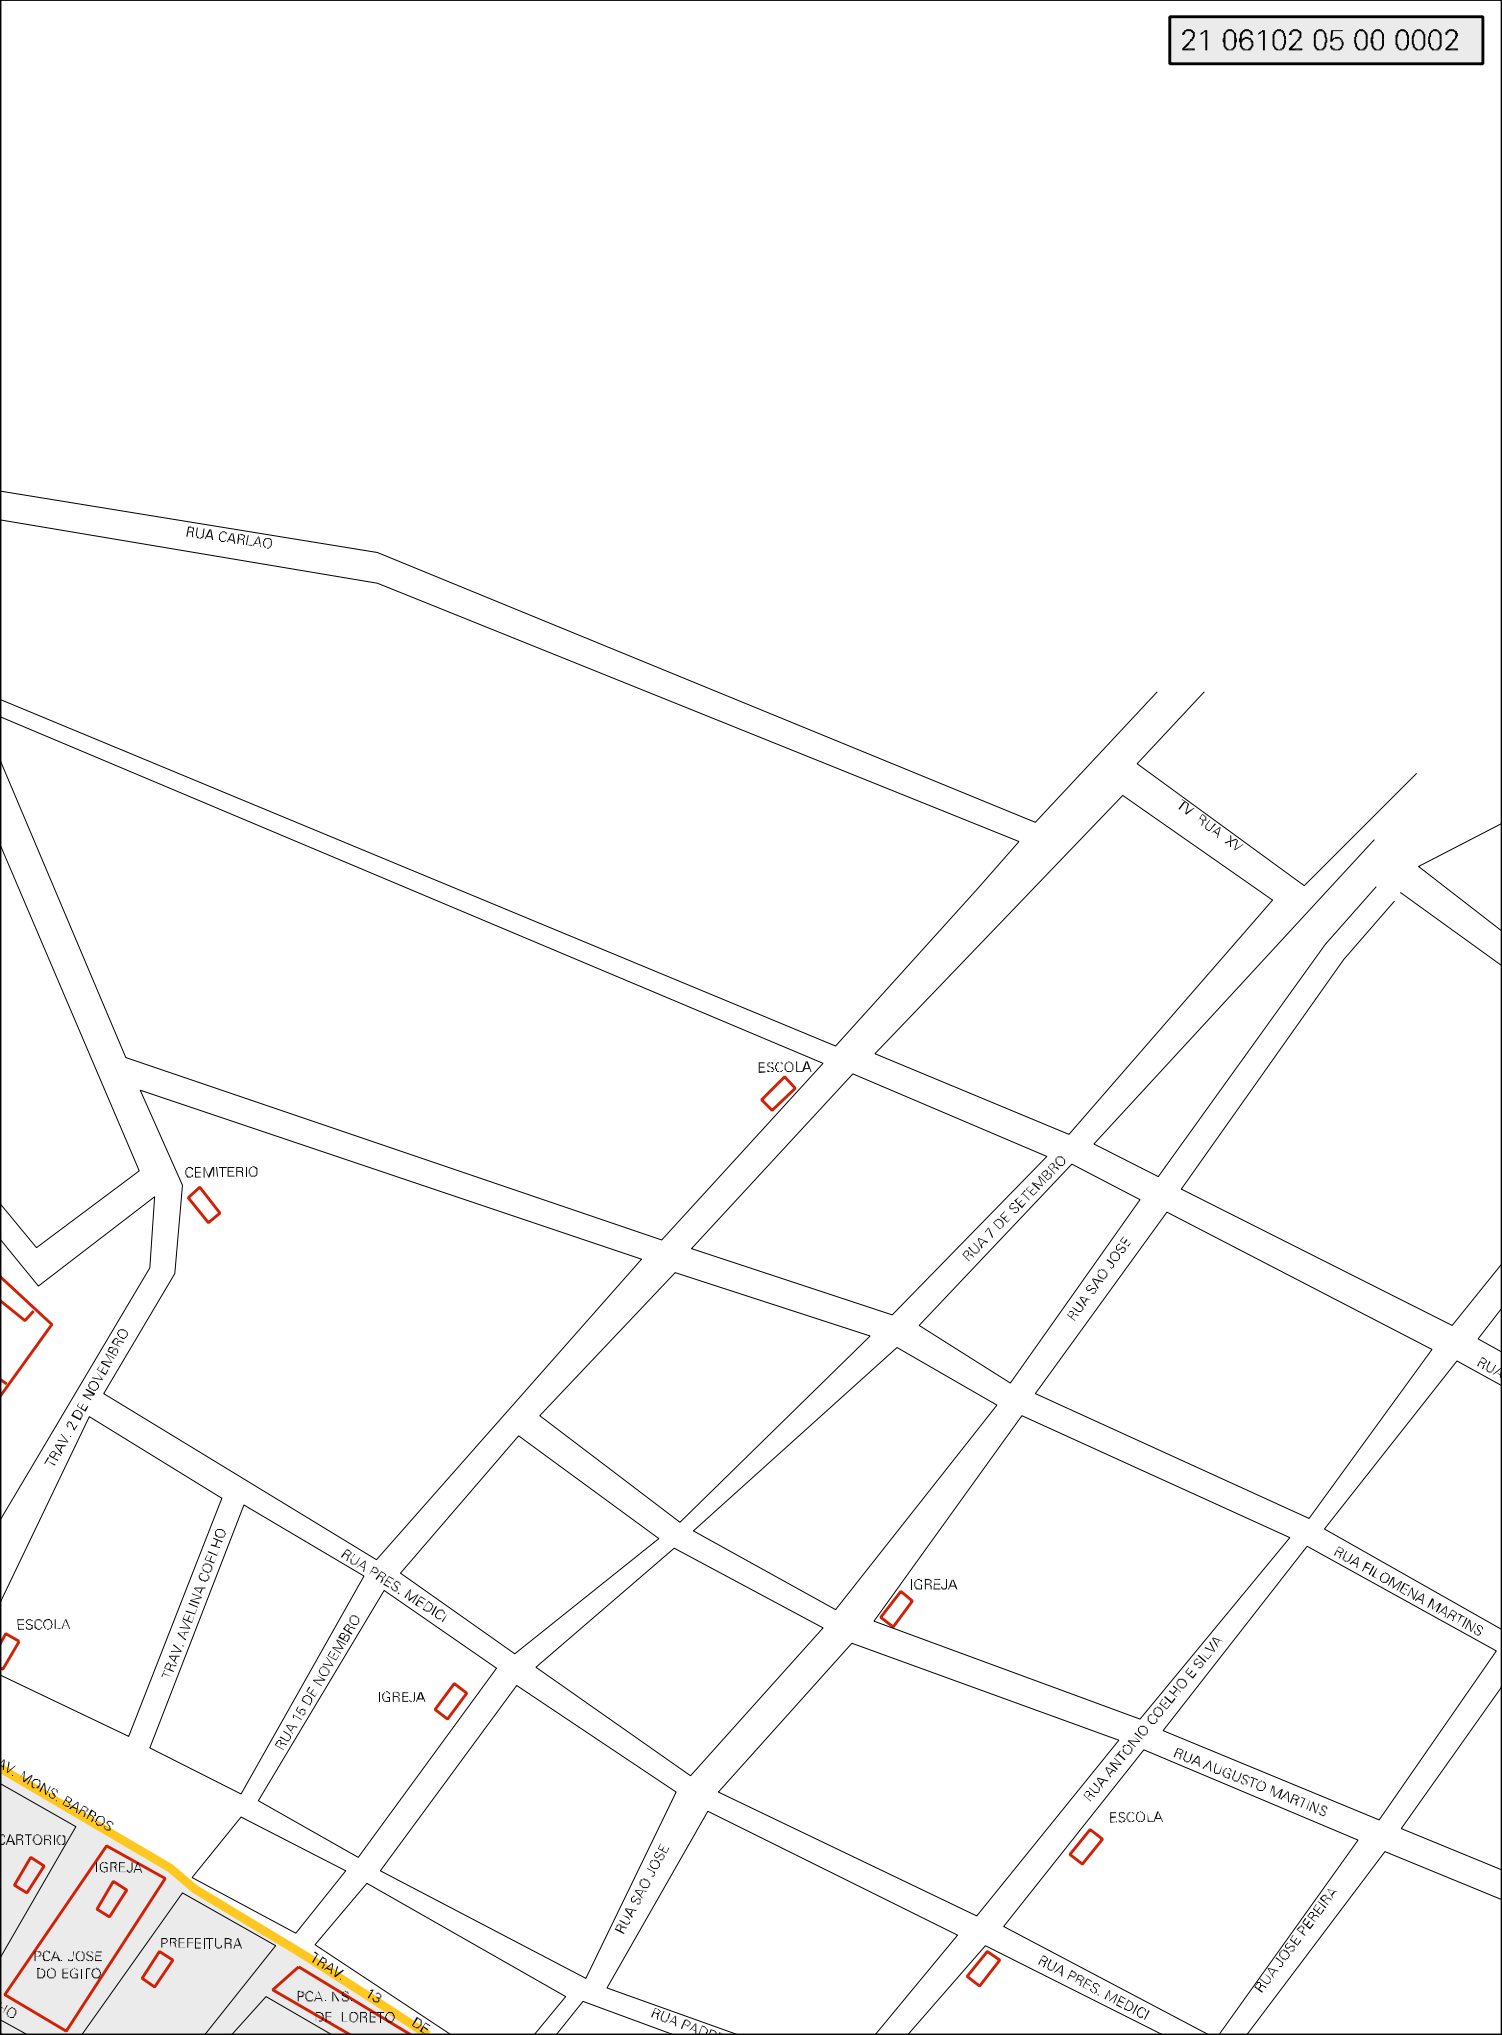 21 06102 05 00 0002
RUA CARLAO
TV RUA XV
ESCOLA
CEMITERIO
RUA 7 DE SETEMBRO
RUA SAO JOSE
TRAV. 2 DE NOVEMBRO
RUA
RUA FILOMENA MARTINS
TRAV. AVELINA COELHO
RUA PRES. MEDICI
IGREJA
ESCOLA
RUA 15 DE NOVEMBRO
IGREJA
RUA ANTONIO COELHO E SILVA
RUA AUGUSTO MARTINS
AV. MONS. BARROS
ESCOLA
CARTORIO
IGREJA
RUA SAO JOSE
PREFEITURA
RUA JOSE PEREIRA
PCA. JOSE
DO EGITO
TRAV. 13 DE
PCA. NS.
DE LORETO
RUA PRES. MEDICI
RUA